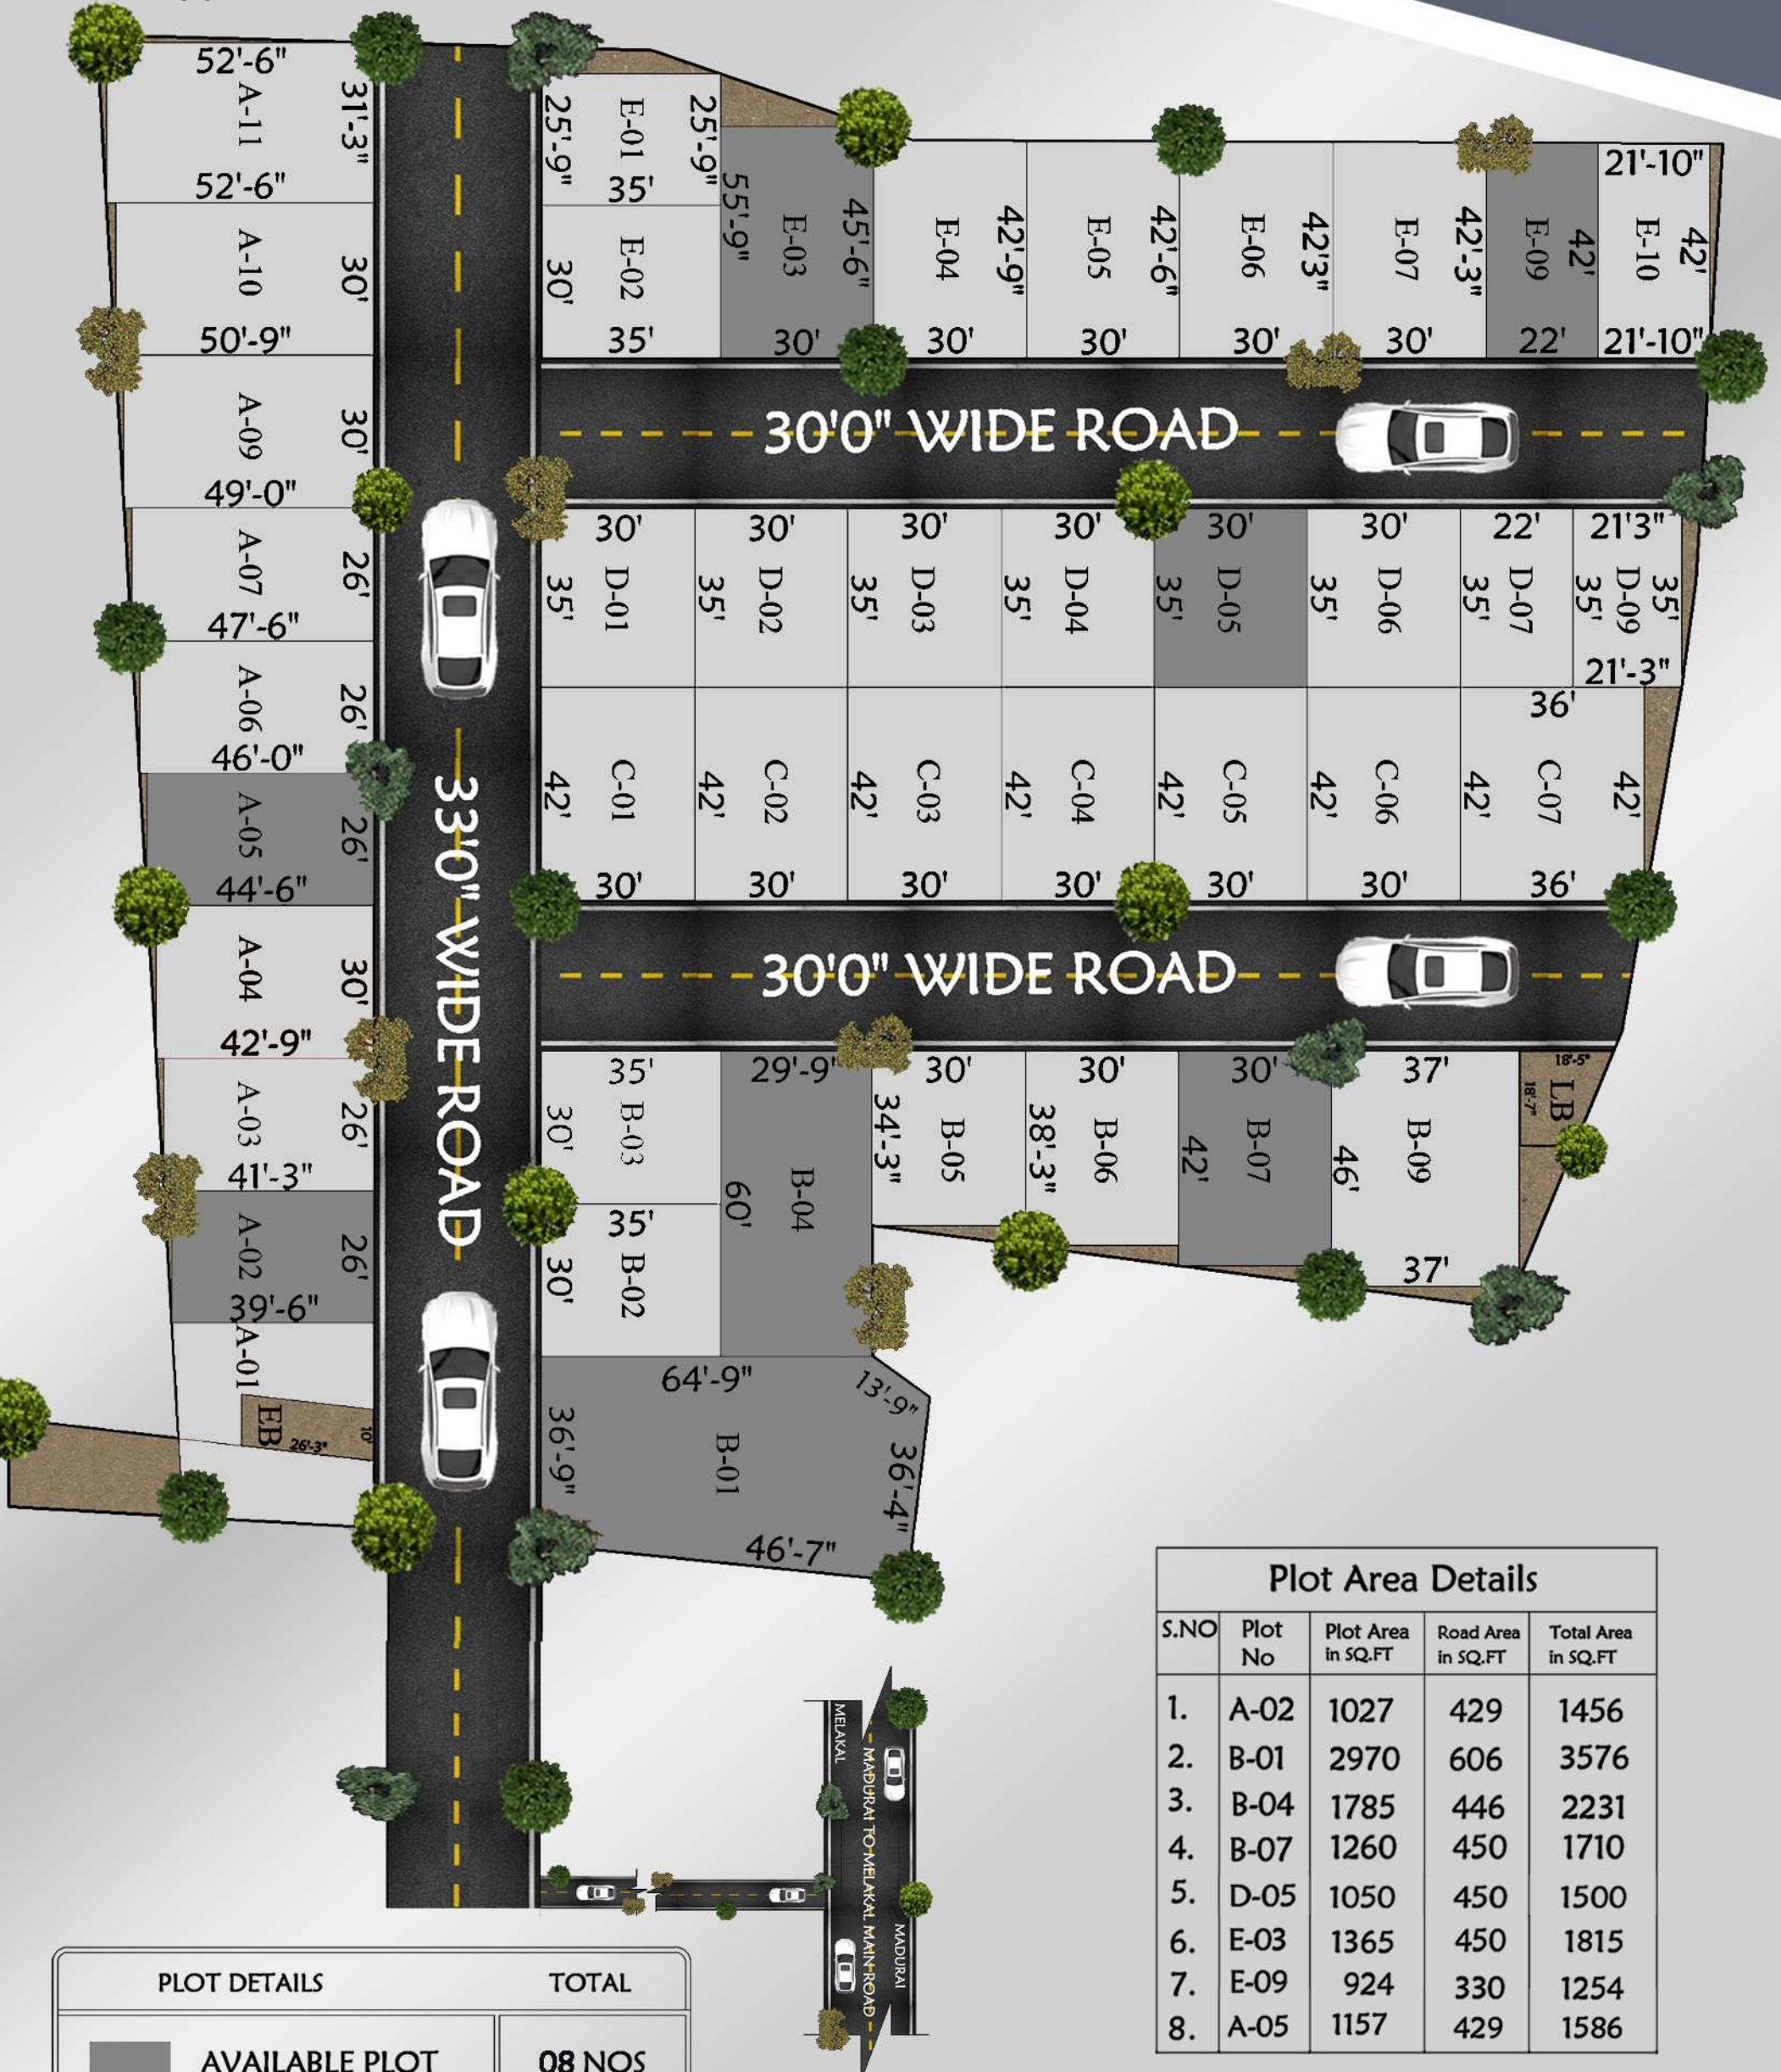 52'-6"
A-11
31'-3"
52'-6"
A-10
30'
50'-9"
A-09
30'
49'-0"
A-07
26'
47'-6"
A-06
26'
46'-0"
A-05
26'
44'-6"
A-04
30'
42'-9"
A-03
26'
41'-3"
A-02
26'
39'-6"
A-01
EB
26'-3"
10'
33'0" WIDE ROAD
25'-9"
E-01
25'-9"
35'
30'
E-02
35'
55'-9"
E-03
45'-6"
30'
E-04
42'-9"
30'
E-05
42'-6"
30'
E-06
42'3"
30'
E-07
42'-3"
30'
E-09
42'
22'
21'-10"
E-10
42'
21'-10"
30'0" WIDE ROAD
30'
35'
D-01
30'
35'
D-02
30'
35'
D-03
30'
35'
D-04
30'
35'
D-05
30'
35'
D-06
22'
35'
D-07
21'3"
35'
D-09
35'
21'-3"
42'
C-01
30'
42'
C-02
30'
42'
C-03
30'
42'
C-04
30'
42'
C-05
30'
42'
C-06
30'
36'
42'
C-07
42'
36'
30'0" WIDE ROAD
35'
30'
B-03
35'
30'
B-02
29'-9"
60'
B-04
30'
34'-3"
B-05
30'
38'-3"
B-06
30'
42'
B-07
37'
46'
B-09
37'
18'-5"
18'-7"
LB
64'-9"
13'-9"
36'-9"
B-01
36'-4"
46'-7"
MELAKAL
MADURAI TO MELAKAL MAIN ROAD
MADURAI
Plot Area Details
S.NO Plot No Plot Area in SQ.FT Road Area in SQ.FT Total Area in SQ.FT
1. A-02 1027 429 1456
2. B-01 2970 606 3576
3. B-04 1785 446 2231
4. B-07 1260 450 1710
5. D-05 1050 450 1500
6. E-03 1365 450 1815
7. E-09 924 330 1254
8. A-05 1157 429 1586
PLOT DETAILS TOTAL
AVAILABLE PLOT 08 NOS